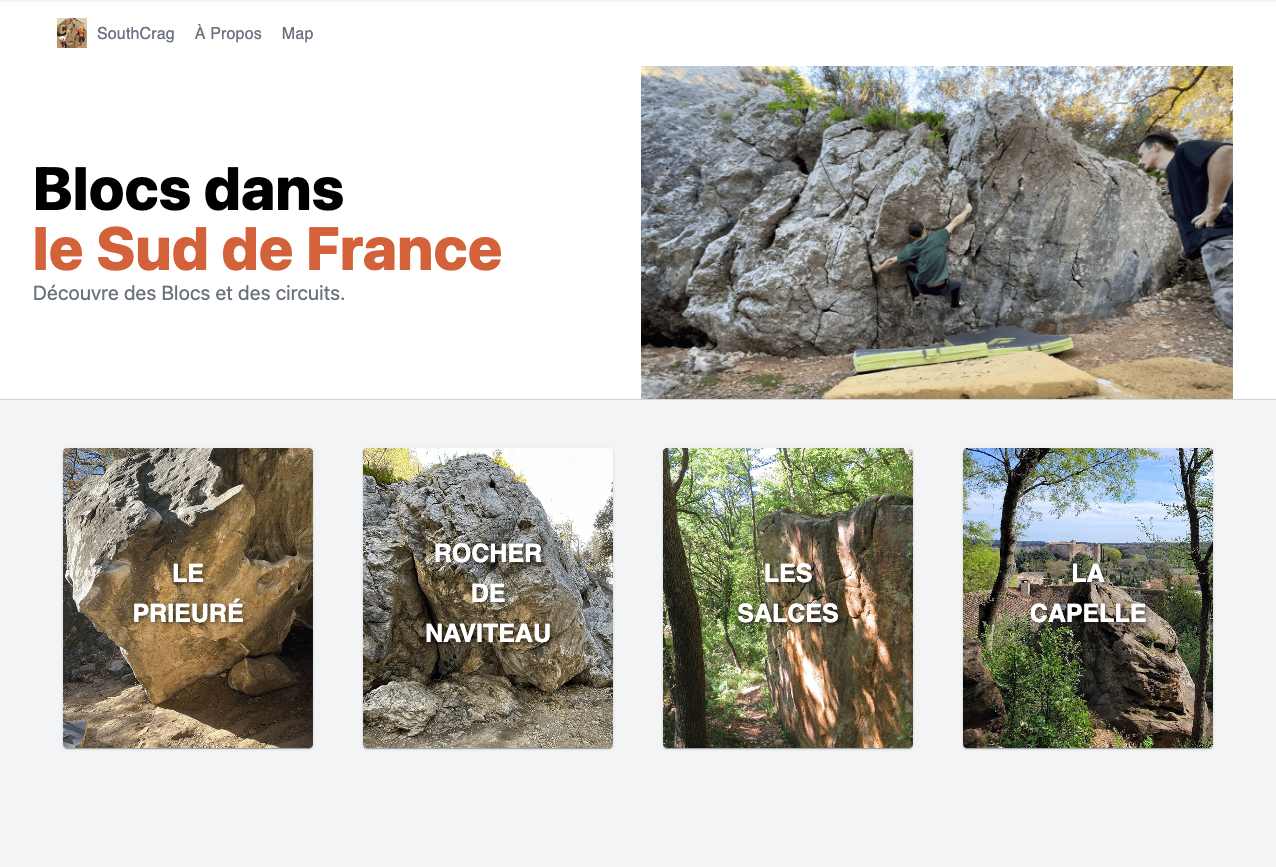 SouthCrag À Propos Map
Blocs dans
le Sud de France
Découvre des Blocs et des circuits.
LE
PRIEURÉ
ROCHER
DE
NAVITEAU
LES
SALCÉS
LA
CAPELLE